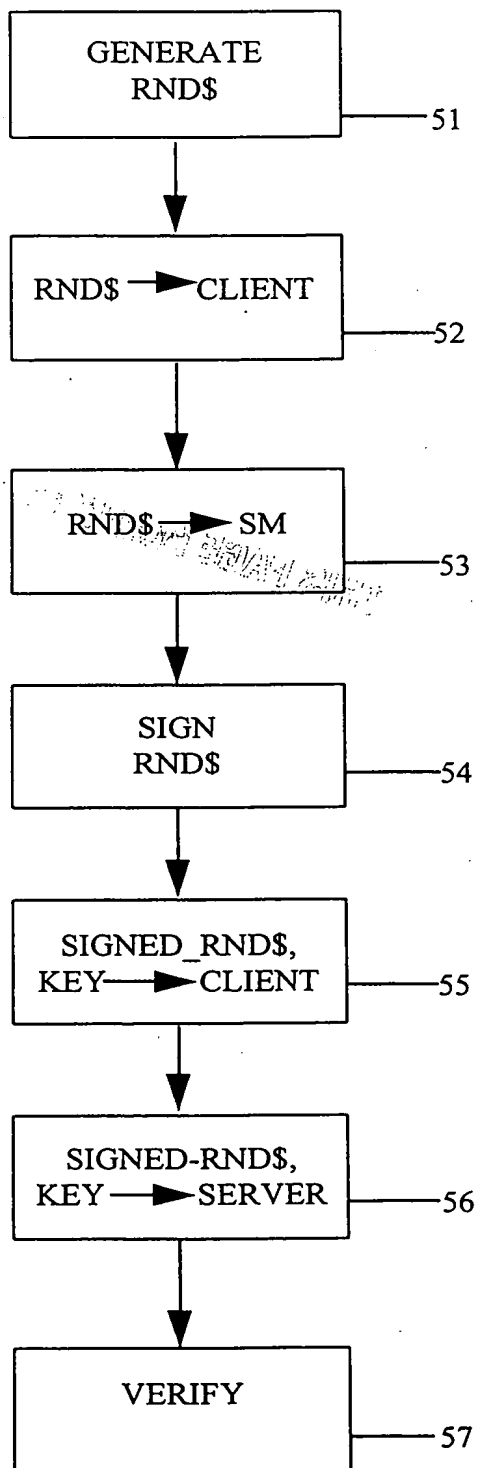 GENERATE
RND$
51
RND$ CLIENT
52
RND$ SM
53
SIGN
RND$
54
SIGNED_RND$,
KEY CLIENT
55
SIGNED-RND$,
KEY SERVER
56
VERIFY
57